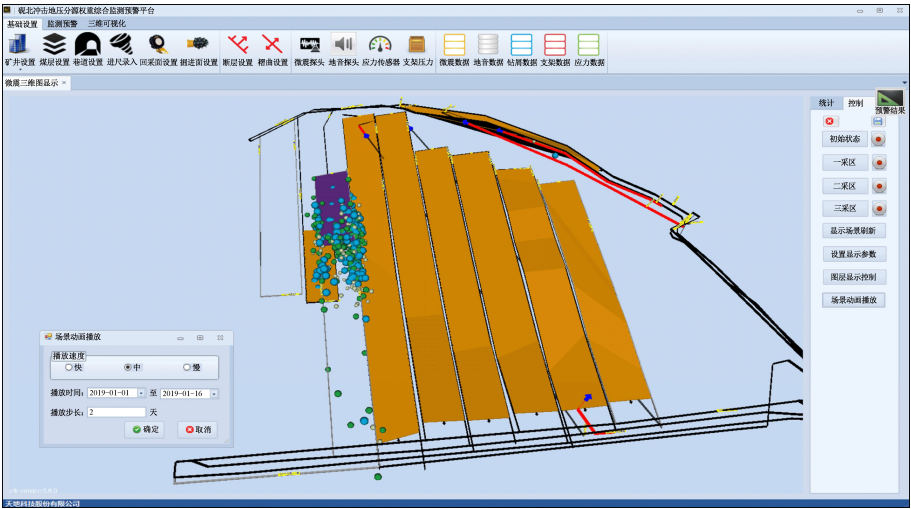 砚北冲击地压分源权重综合监测预警平台
基础设置 监测预警 三维可视化
矿井设置 煤层设置 巷道设置 进尺录入 回采面设置 掘进面设置 断层设置 褶曲设置 微震探头 地音探头 应力传感器 支架压力 微震数据 地音数据 钻屑数据 支架数据 应力数据
微震三维图显示 ×
统计 控制
预警结果
初始状态
一采区
二采区
三采区
显示场景刷新
设置显示参数
图层显示控制
场景动画播放
场景动画播放
播放速度
快 中 慢
播放时间: 2019-01-01 至 2019-01-16
播放步长: 2 天
确定 取消
天地科技股份有限公司